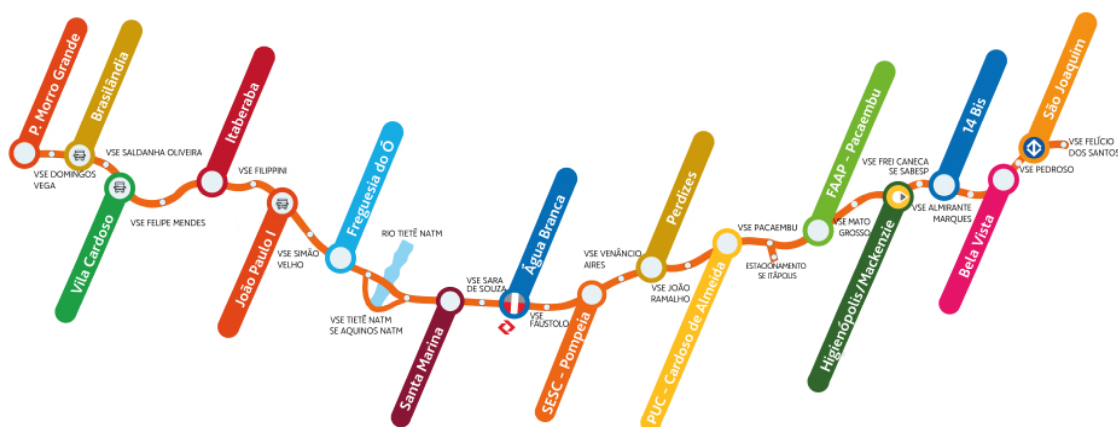 P. Morro Grande
VSE DOMINGOS
VEGA
Brasilândia
VSE SALDANHA OLIVEIRA
Vila Cardoso
VSE FELIPE MENDES
Itaberaba
VSE FILIPPINI
João Paulo I
VSE SIMÃO
VELHO
Freguesia do Ó
RIO TIETÊ NATM
VSE TIETÊ NATM
SE AQUINOS NATM
Santa Marina
VSE SARA
DE SOUZA
Água Branca
VSE
FAUSTOLO
SESC - Pompeia
VSE VENÂNCIO
AIRES
Perdizes
VSE JOÃO
RAMALHO
PUC - Cardoso de Almeida
VSE PACAEMBU
ESTACIONAMENTO
SE ITÁPOLIS
FAAP - Pacaembu
VSE MATO
GROSSO
Higienópolis/Mackenzie
VSE FREI CANECA
SE SABESP
14 Bis
VSE ALMIRANTE
MARQUES
Bela Vista
VSE PEDROSO
São Joaquim
VSE FELÍCIO
DOS SANTOS